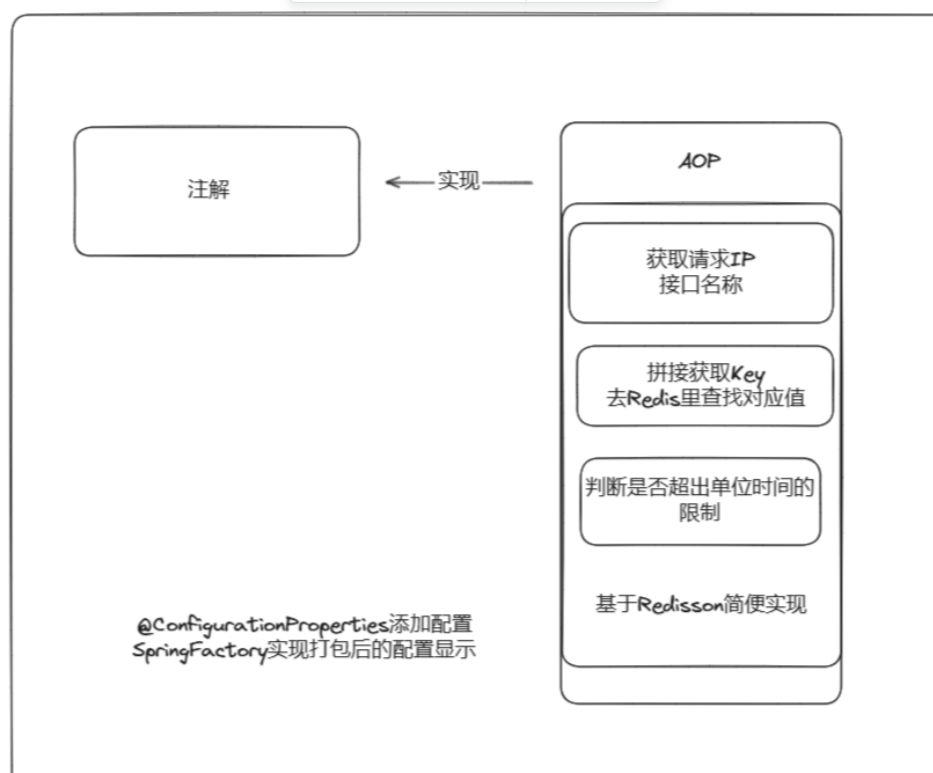 注解
实现
AOP
获取请求IP
接口名称
拼接获取Key
去Redis里查找对应值
判断是否超出单位时间的
限制
基于Redisson简便实现
@ConfigurationProperties添加配置
SpringFactory实现打包后的配置显示